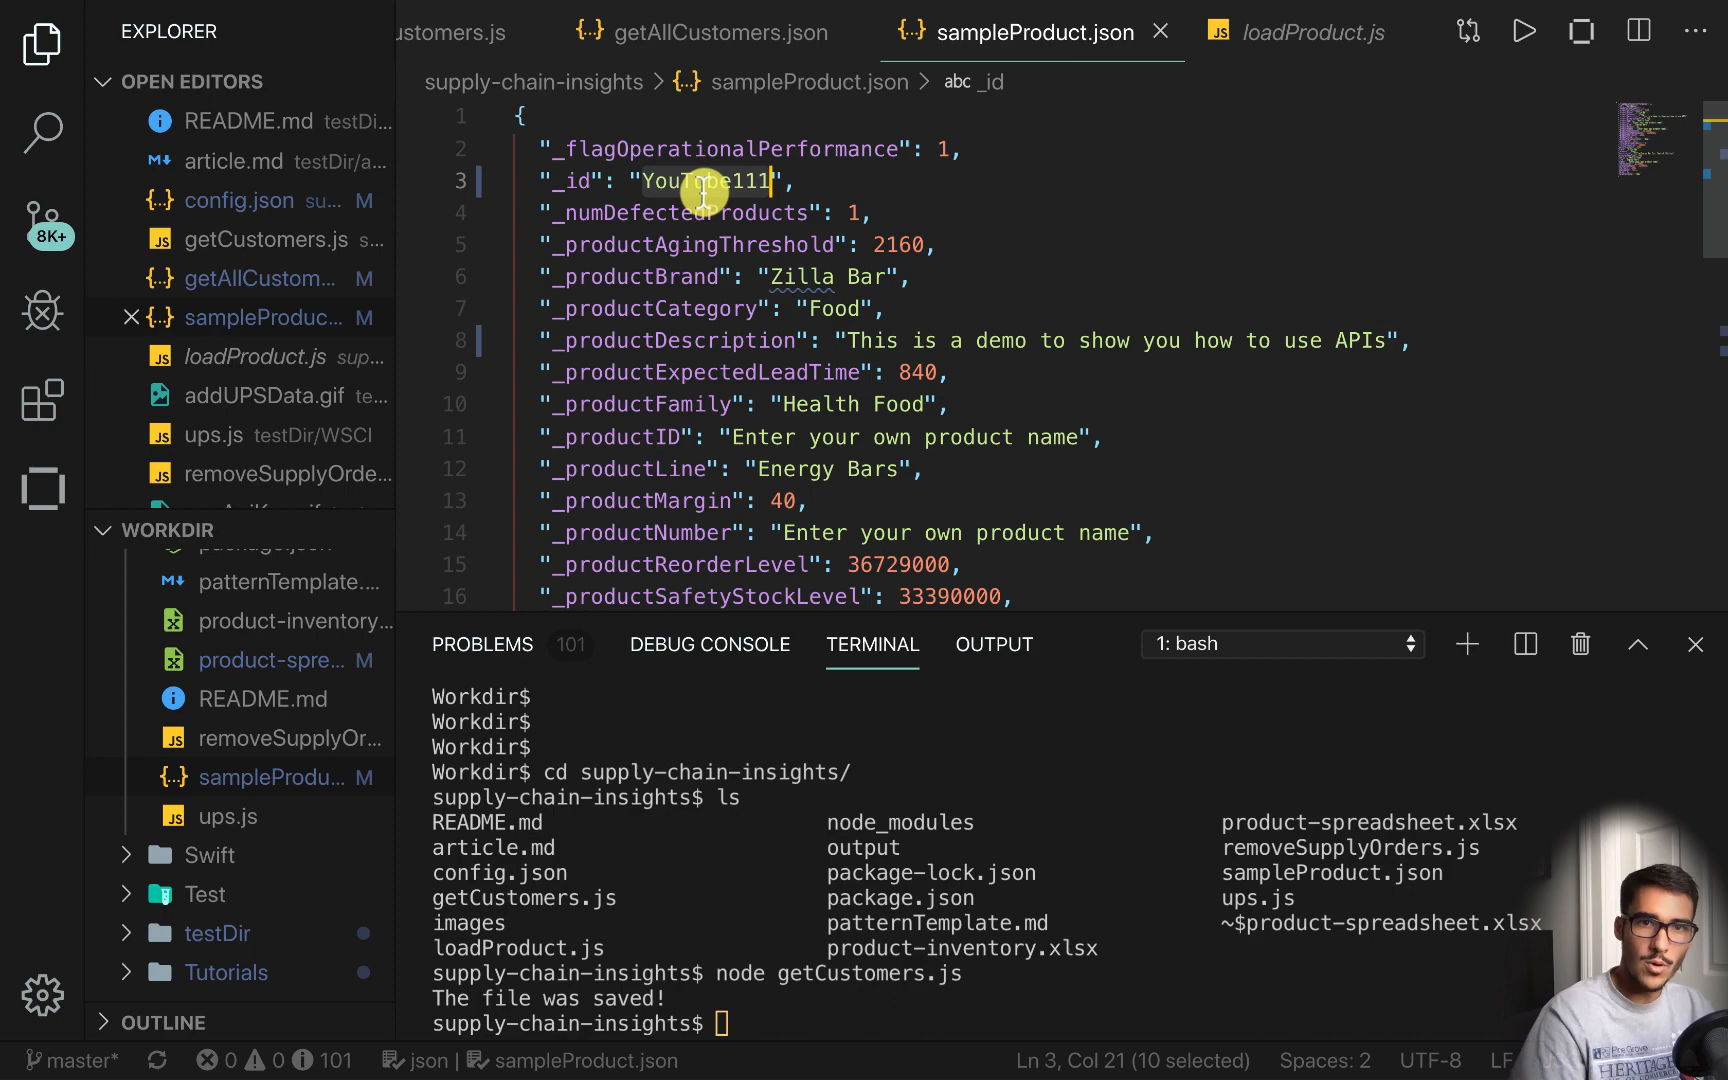 EXPLORER
ustomers.js
{..} getAllCustomers.json
{..} sampleProduct.json
JS loadProduct.js
OPEN EDITORS
supply-chain-insights > {..} sampleProduct.json > abc _id
README.md testDi...
article.md testDir/a...
{..} config.json su... M
JS getCustomers.js s...
{..} getAllCustom... M
{..} sampleProduc... M
JS loadProduct.js sup...
addUPSData.gif te...
JS ups.js testDir/WSCI
JS removeSupplyOrde...
8K+
1 {
2 "_flagOperationalPerformance": 1,
3 "_id": "YouTube111",
4 "_numDefectedProducts": 1,
5 "_productAgingThreshold": 2160,
6 "_productBrand": "Zilla Bar",
7 "_productCategory": "Food",
8 "_productDescription": "This is a demo to show you how to use APIs",
9 "_productExpectedLeadTime": 840,
10 "_productFamily": "Health Food",
11 "_productID": "Enter your own product name",
12 "_productLine": "Energy Bars",
13 "_productMargin": 40,
14 "_productNumber": "Enter your own product name",
15 "_productReorderLevel": 36729000,
16 "_productSafetyStockLevel": 33390000,
WORKDIR
package.json
patternTemplate....
product-inventory...
product-spre... M
README.md
JS removeSupplyOr...
{..} sampleProdu... M
JS ups.js
Swift
Test
testDir
Tutorials
OUTLINE
PROBLEMS 101 DEBUG CONSOLE TERMINAL OUTPUT 1: bash
Workdir$
Workdir$
Workdir$
Workdir$ cd supply-chain-insights/
supply-chain-insights$ ls
README.md node_modules product-spreadsheet.xlsx
article.md output removeSupplyOrders.js
config.json package-lock.json sampleProduct.json
getCustomers.js package.json ups.js
images patternTemplate.md ~$product-spreadsheet.xlsx
loadProduct.js product-inventory.xlsx
supply-chain-insights$ node getCustomers.js
The file was saved!
supply-chain-insights$
master* 0 0 101 json | sampleProduct.json Ln 3, Col 21 (10 selected) Spaces: 2 UTF-8 LF
HERITAGE